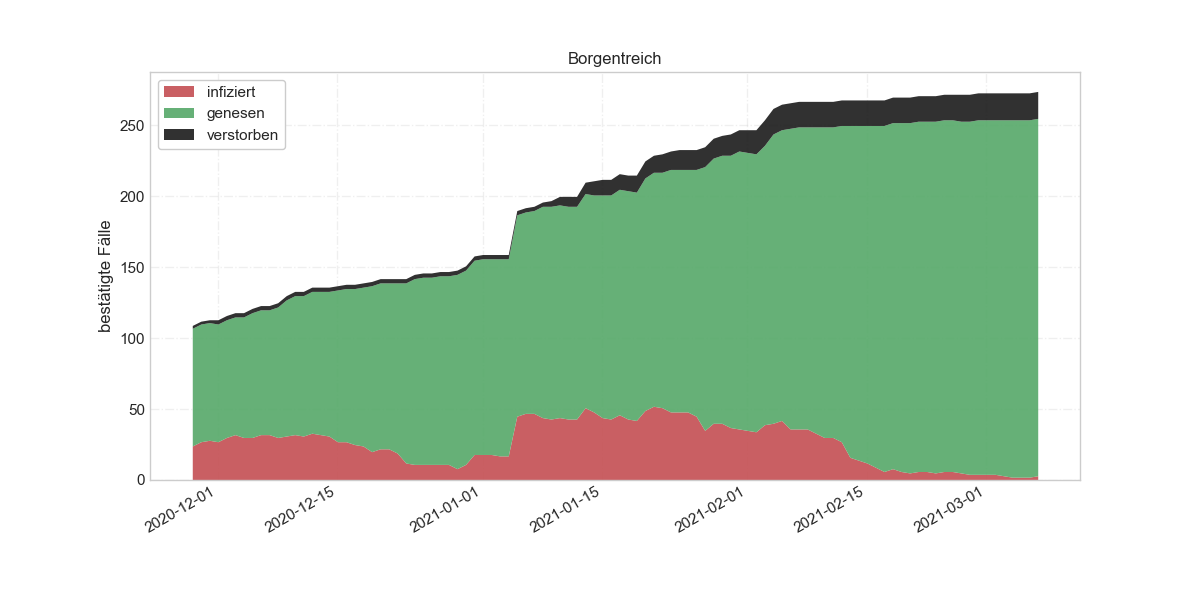 Borgentreich
infiziert
genesen
verstorben
bestätigte Fälle
250
200
150
100
50
0
2020-12-01
2020-12-15
2021-01-01
2021-01-15
2021-02-01
2021-02-15
2021-03-01